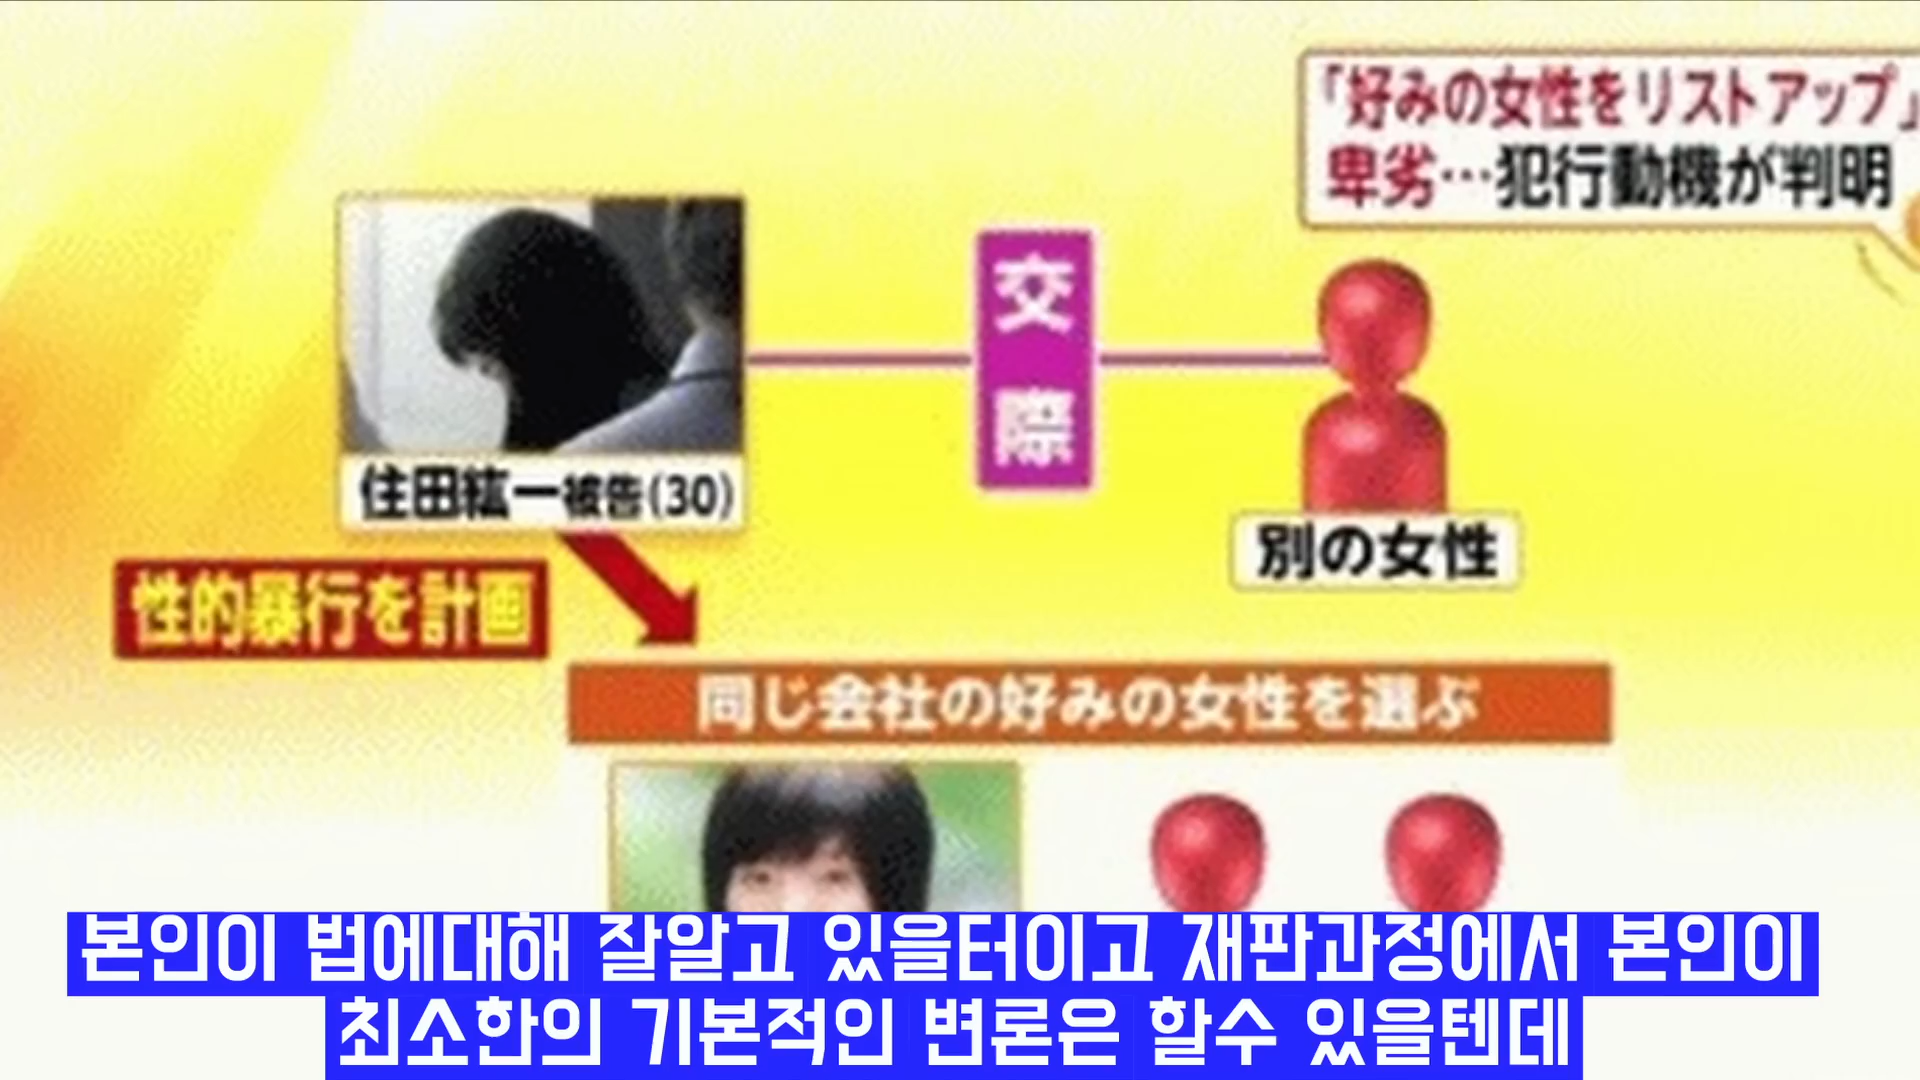 「好みの女性をリストアップ」
卑劣…犯行動機が判明
交際
住田紘一被告(30)
別の女性
性的暴行を計画
同じ会社の好みの女性を選ぶ
본인이 법에대해 잘알고 있을터이고 재판과정에서 본인이
최소한의 기본적인 변론은 할수 있을텐데